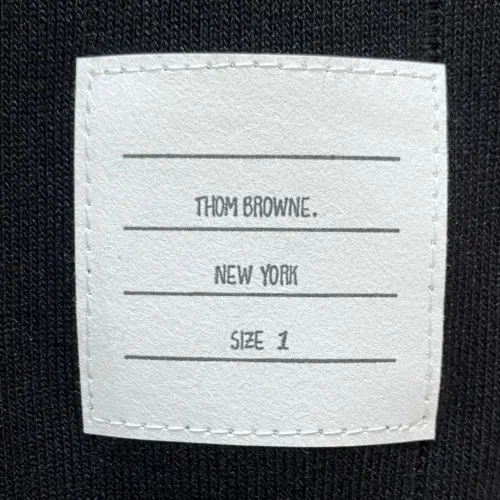 THOM BROWNE.
NEW YORK
SIZE 1